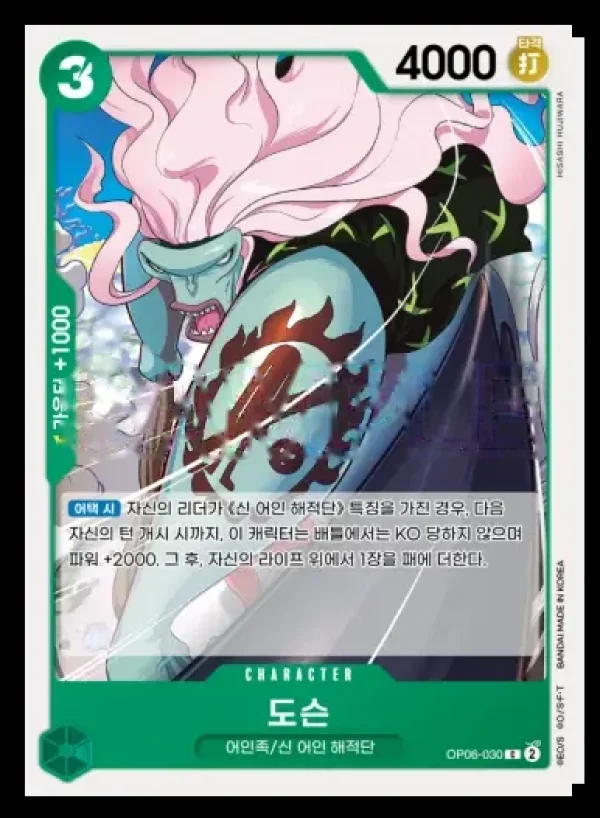 3
4000
타격
打
HISASHI HUJIWARA
카운터 +1000
어택 시 자신의 리더가 《신 어인 해적단》 특징을 가진 경우, 다음
자신의 턴 개시 시까지, 이 캐릭터는 배틀에서는 KO 당하지 않으며
파워 +2000. 그 후, 자신의 라이프 위에서 1장을 패에 더한다.
CHARACTER
도슨
어인족/신 어인 해적단
OP06-030 C 2
BANDAI MADE IN KOREA